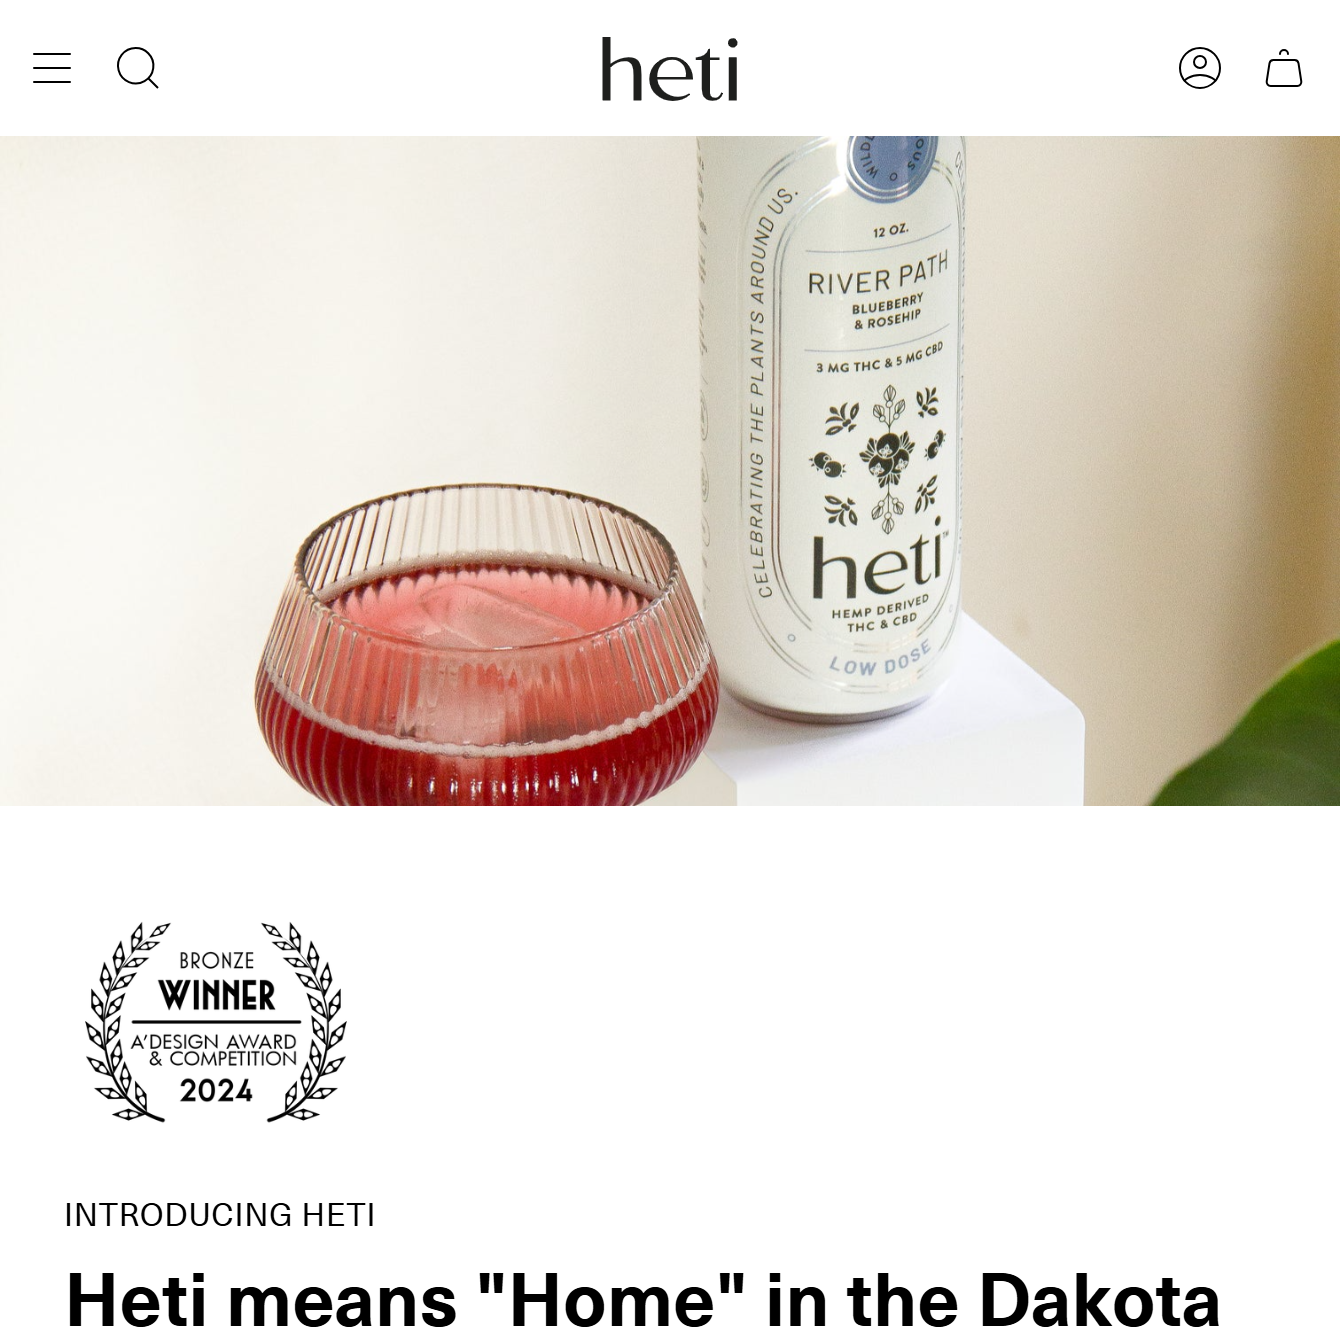 heti
WILD
OUS
CELEBRATING THE PLANTS AROUND US.
12 OZ.
RIVER PATH
BLUEBERRY
& ROSEHIP
3 MG THC & 5 MG CBD
heti™
HEMP DERIVED
THC & CBD
LOW DOSE
BRONZE
WINNER
A'DESIGN AWARD
& COMPETITION
2024
INTRODUCING HETI
Heti means "Home" in the Dakota